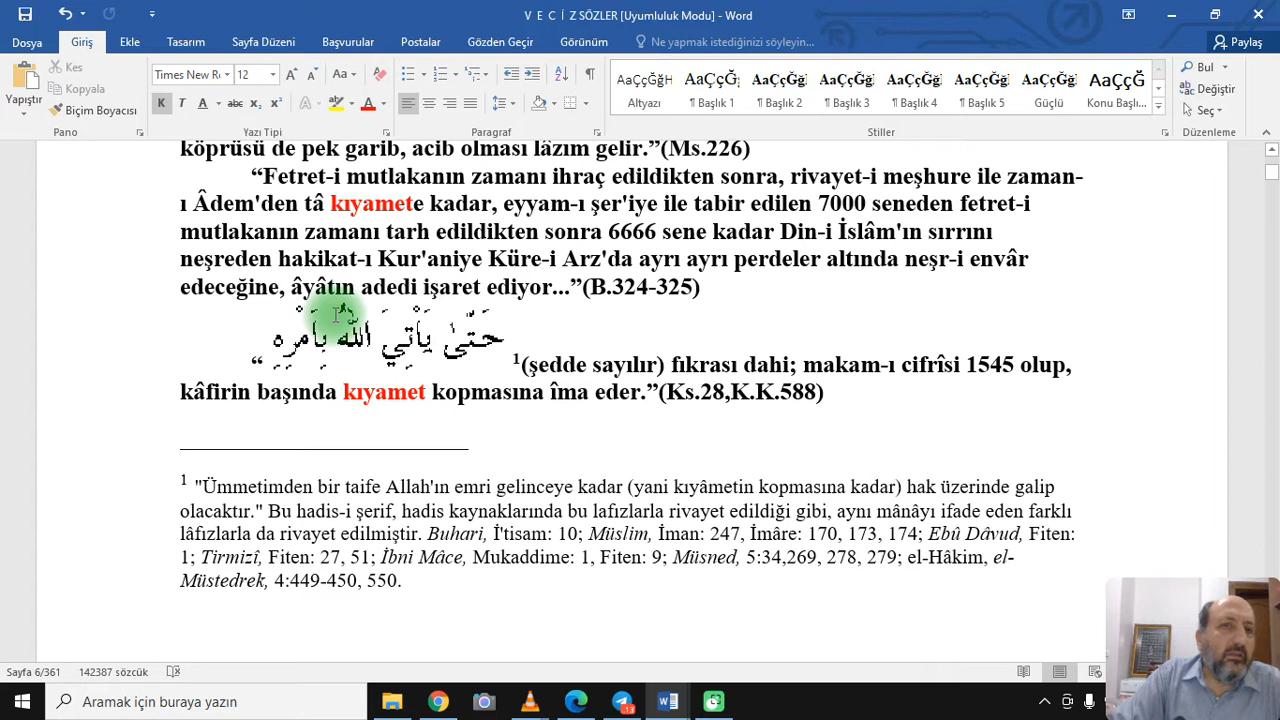 V E C İ Z SÖZLER [Uyumluluk Modu] - Word
Dosya Giriş Ekle Tasarım Sayfa Düzeni Başvurular Postalar Gözden Geçir Görünüm Ne yapmak istediğinizi söyleyin... Paylaş
Yapıştır Kes Kopyala Biçim Boyacısı
Times New Ro 12
AaÇçĞğH AaÇçĞğ AaÇçĞğ AaÇçĞğ AaÇçĞğ AaÇçĞğ AaÇçĞğ AaÇçĞ
Altyazı ¶ Başlık 1 ¶ Başlık 2 ¶ Başlık 3 ¶ Başlık 4 ¶ Başlık 5 Güçlü Konu Başlı...
Bul Değiştir Seç
Pano Yazı Tipi Paragraf Stiller Düzenleme
köprüsü de pek garib, acib olması lâzım gelir.”(Ms.226)
“Fetret-i mutlakanın zamanı ihraç edildikten sonra, rivayet-i meşhure ile zaman-
ı Âdem'den tâ kıyamete kadar, eyyam-ı şer'iye ile tabir edilen 7000 seneden fetret-i
mutlakanın zamanı tarh edildikten sonra 6666 sene kadar Din-i İslâm'ın sırrını
neşreden hakikat-ı Kur'aniye Küre-i Arz'da ayrı ayrı perdeler altında neşr-i envâr
edeceğine, âyâtın adedi işaret ediyor...”(B.324-325)
“ حَتّٰى يَأْتِيَ اللّٰهُ بِاَمْرِهِ ¹(şedde sayılır) fıkrası dahi; makam-ı cifrîsi 1545 olup,
kâfirin başında kıyamet kopmasına îma eder.”(Ks.28,K.K.588)
¹ "Ümmetimden bir taife Allah'ın emri gelinceye kadar (yani kıyâmetin kopmasına kadar) hak üzerinde galip
olacaktır." Bu hadis-i şerif, hadis kaynaklarında bu lafızlarla rivayet edildiği gibi, aynı mânâyı ifade eden farklı
lâfızlarla da rivayet edilmiştir. Buhari, İ'tisam: 10; Müslim, İman: 247, İmâre: 170, 173, 174; Ebû Dâvud, Fiten:
1; Tirmizî, Fiten: 27, 51; İbni Mâce, Mukaddime: 1, Fiten: 9; Müsned, 5:34,269, 278, 279; el-Hâkim, el-
Müstedrek, 4:449-450, 550.
Sayfa 6/361 142387 sözcük
Aramak için buraya yazın